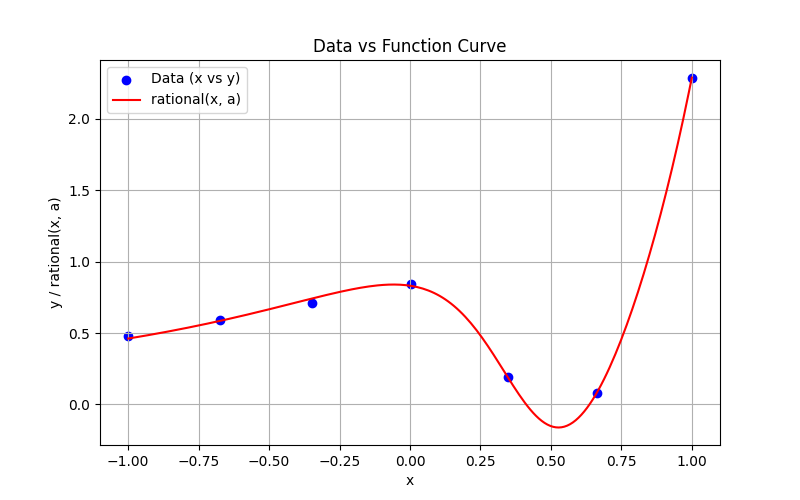 Data vs Function Curve
Data (x vs y)
rational(x, a)
y / rational(x, a)
2.0
1.5
1.0
0.5
0.0
−1.00 −0.75 −0.50 −0.25 0.00 0.25 0.50 0.75 1.00
x